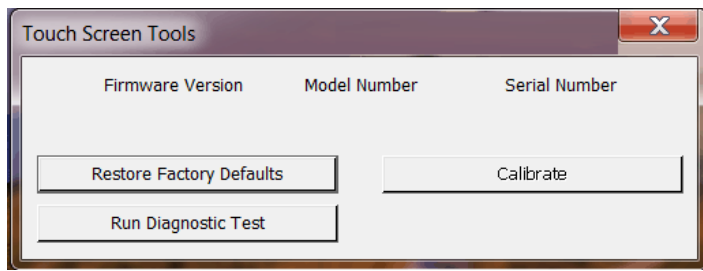 Touch Screen Tools
Firmware Version Model Number Serial Number
Restore Factory Defaults Calibrate
Run Diagnostic Test